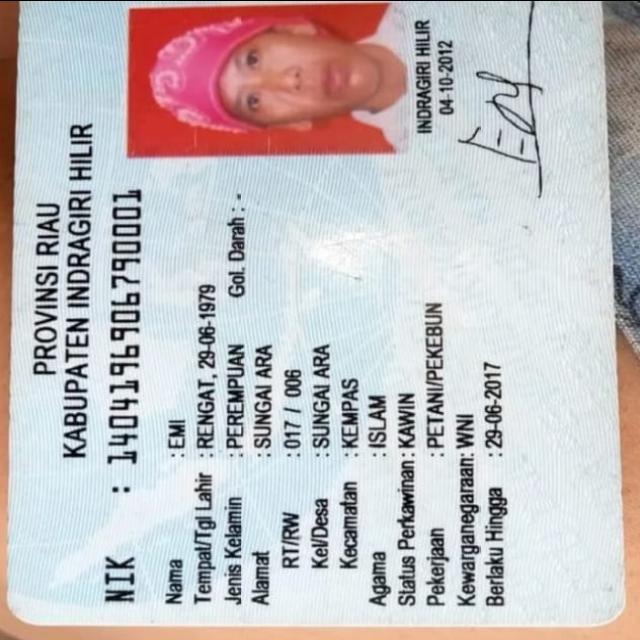 PROVINSI RIAU
KABUPATEN INDRAGIRI HILIR
NIK : 1404196906790001
Nama : EMI
Tempat/Tgl Lahir : RENGAT, 29-06-1979
Jenis Kelamin : PEREMPUAN Gol. Darah : -
Alamat : SUNGAI ARA
RT/RW : 017 / 006
Kel/Desa : SUNGAI ARA
Kecamatan : KEMPAS
Agama : ISLAM
Status Perkawinan : KAWIN
Pekerjaan : PETANI/PEKEBUN
Kewarganegaraan: WNI
Berlaku Hingga : 29-06-2017
INDRAGIRI HILIR
04-10-2012